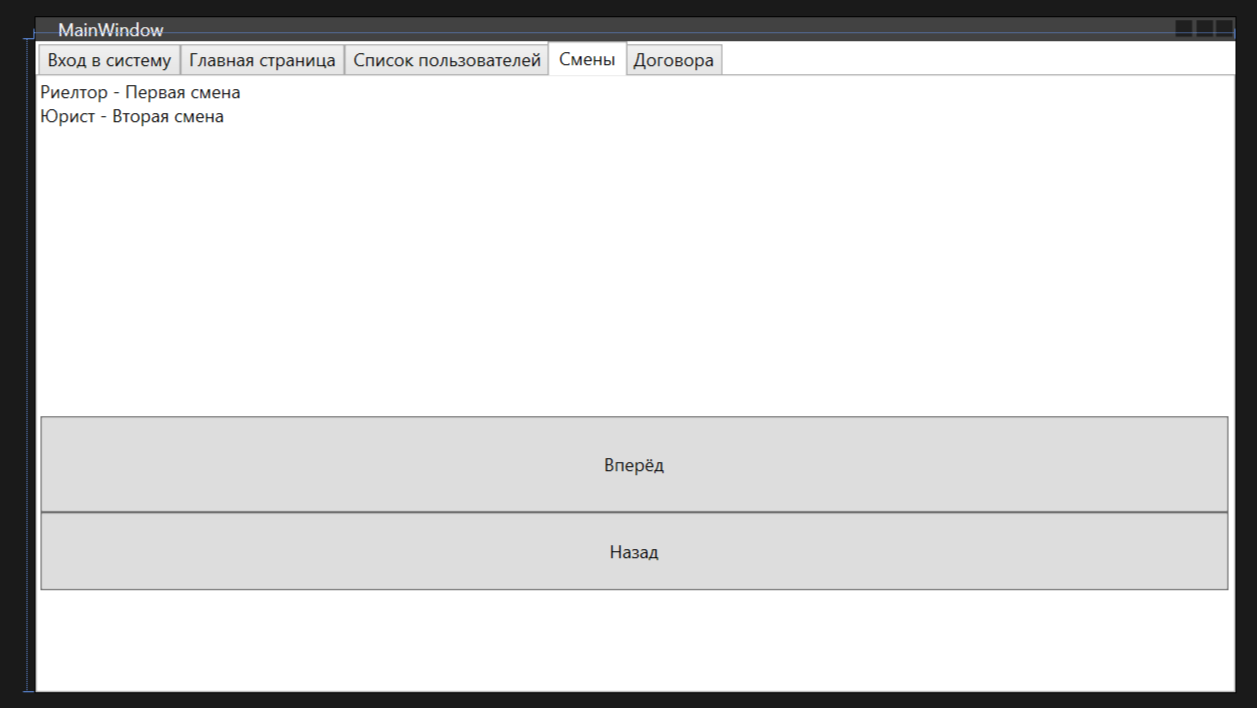 MainWindow
Вход в систему Главная страница Список пользователей Смены Договора
Риелтор - Первая смена
Юрист - Вторая смена
Вперёд
Назад